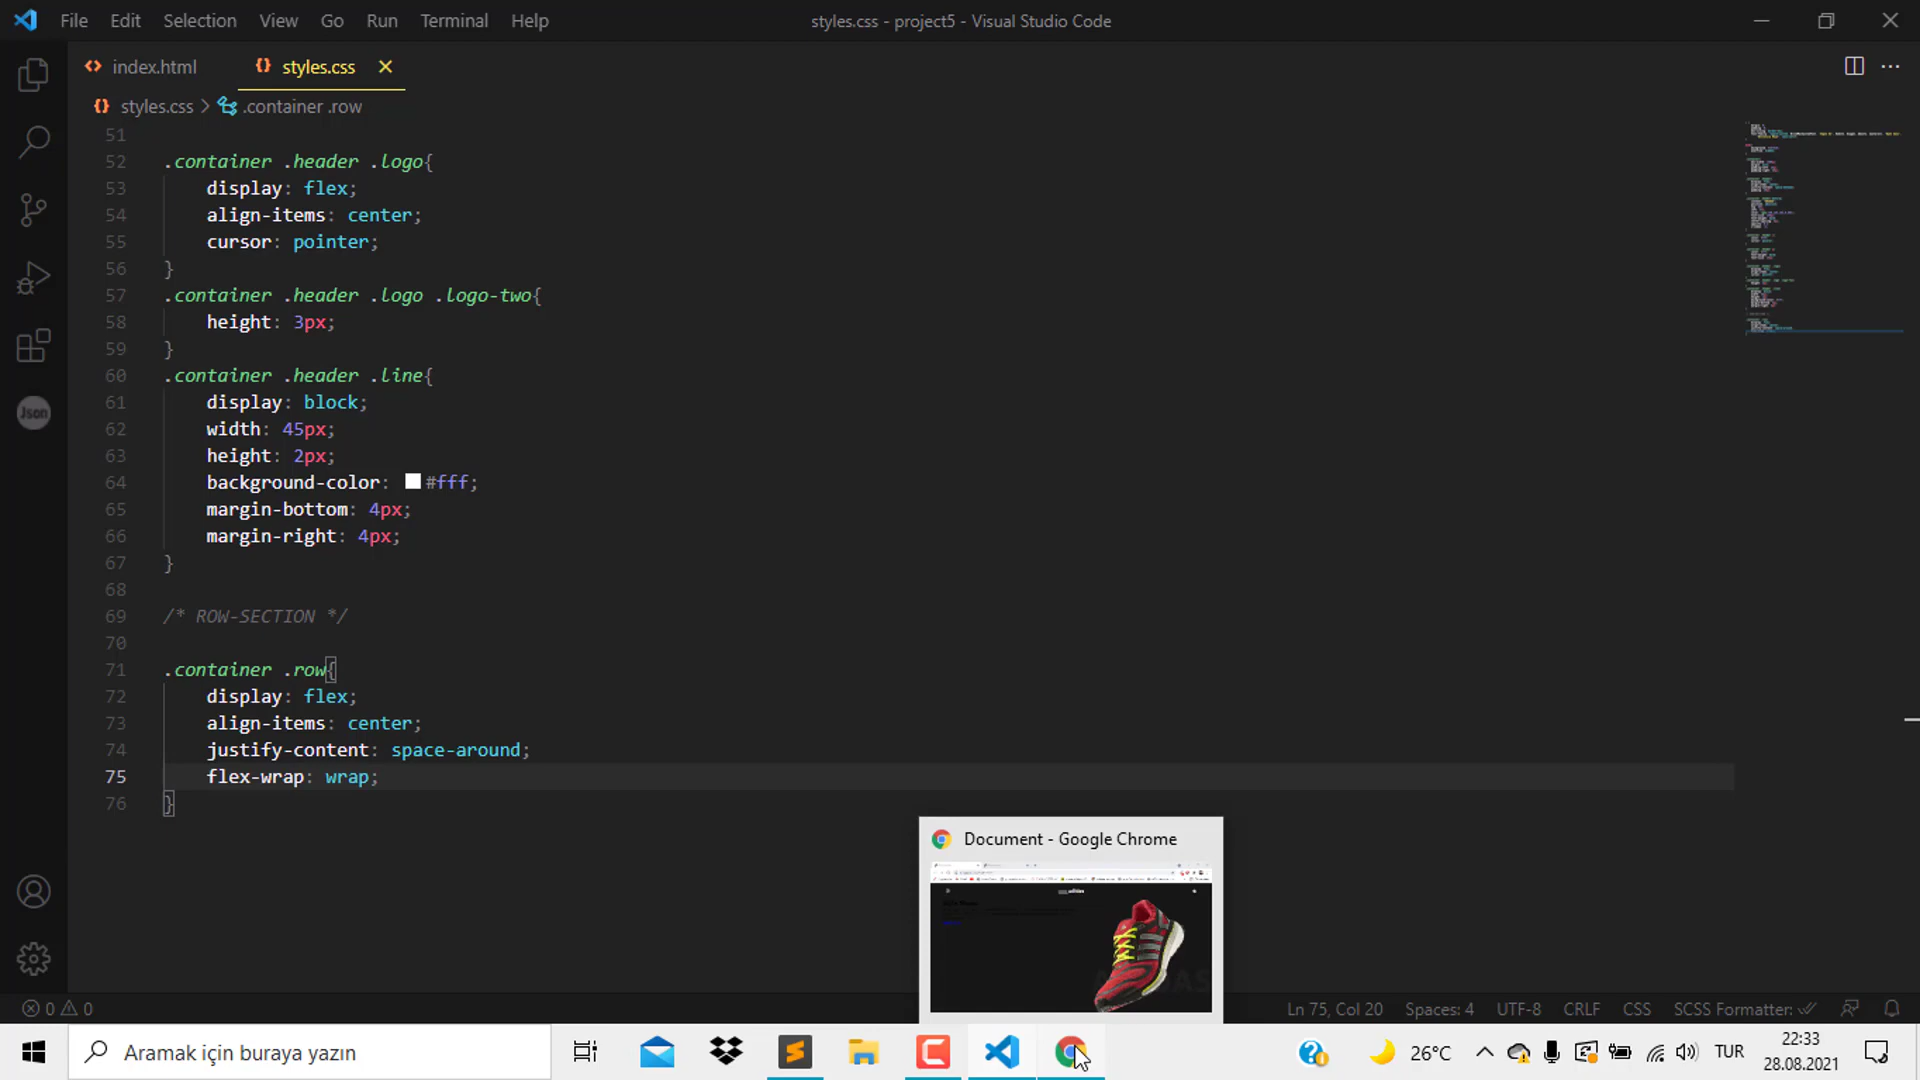 File Edit Selection View Go Run Terminal Help
styles.css - project5 - Visual Studio Code
index.html
styles.css
styles.css > .container .row
51
52 .container .header .logo{
53 display: flex;
54 align-items: center;
55 cursor: pointer;
56 }
57 .container .header .logo .logo-two{
58 height: 3px;
59 }
60 .container .header .line{
61 display: block;
62 width: 45px;
63 height: 2px;
64 background-color: #fff;
65 margin-bottom: 4px;
66 margin-right: 4px;
67 }
68
69 /* ROW-SECTION */
70
71 .container .row{
72 display: flex;
73 align-items: center;
74 justify-content: space-around;
75 flex-wrap: wrap;
76 }
Json
Document - Google Chrome
0 0
Ln 75, Col 20 Spaces: 4 UTF-8 CRLF CSS SCSS Formatter:
Aramak için buraya yazın
26°C
TUR
22:33
28.08.2021